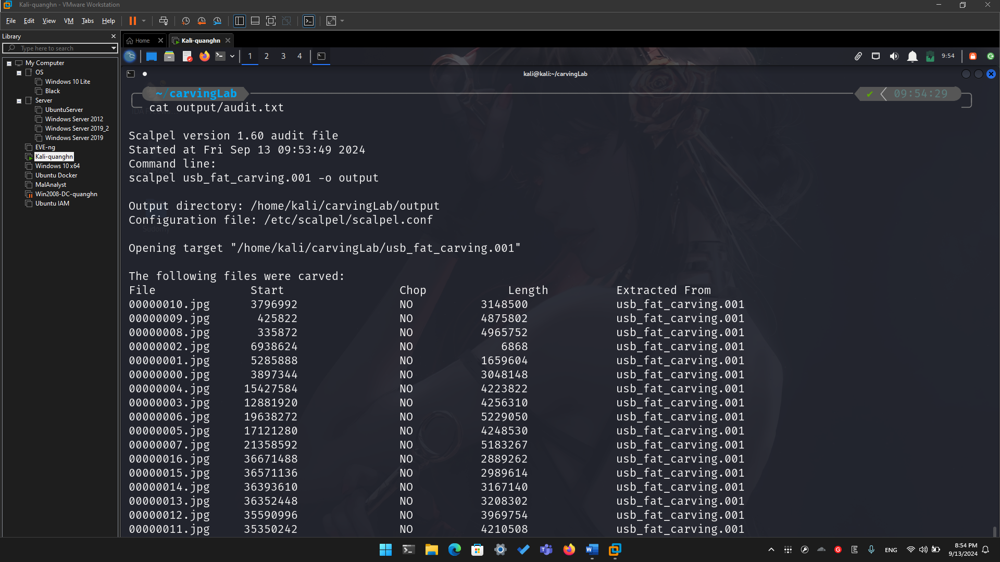 Kali-quanghn - VMware Workstation
File Edit View VM Tabs Help
Library
Type here to search
My Computer
OS
Windows 10 Lite
Black
Server
UbuntuServer
Windows Server 2012
Windows Server 2019_2
Windows Server 2019
EVE-ng
Kali-quanghn
Windows 10 x64
Ubuntu Docker
MalAnalyst
Win2008-DC-quanghn
Ubuntu IAM
Home Kali-quanghn
1 2 3 4 9:54
kali@kali:~/carvingLab
~/carvingLab 09:54:29
cat output/audit.txt
Scalpel version 1.60 audit file
Started at Fri Sep 13 09:53:49 2024
Command line:
scalpel usb_fat_carving.001 -o output
Output directory: /home/kali/carvingLab/output
Configuration file: /etc/scalpel/scalpel.conf
Sudomy
Opening target "/home/kali/carvingLab/usb_fat_carving.001"
The following files were carved:
File Start Chop Length Extracted From
00000010.jpg 3796992 NO 3148500 usb_fat_carving.001
00000009.jpg 425822 NO 4875802 usb_fat_carving.001
00000008.jpg 335872 NO 4965752 usb_fat_carving.001
00000002.jpg 6938624 NO 6868 usb_fat_carving.001
00000001.jpg 5285888 NO 1659604 usb_fat_carving.001
00000000.jpg 3897344 NO 3048148 usb_fat_carving.001
00000004.jpg 15427584 NO 4223822 usb_fat_carving.001
00000003.jpg 12881920 NO 4256310 usb_fat_carving.001
00000006.jpg 19638272 NO 5229050 usb_fat_carving.001
00000005.jpg 17121280 NO 4248530 usb_fat_carving.001
00000007.jpg 21358592 NO 5183267 usb_fat_carving.001
00000016.jpg 36671488 NO 2889262 usb_fat_carving.001
00000015.jpg 36571136 NO 2989614 usb_fat_carving.001
00000014.jpg 36393610 NO 3167140 usb_fat_carving.001
00000013.jpg 36352448 NO 3208302 usb_fat_carving.001
00000012.jpg 35590996 NO 3969754 usb_fat_carving.001
00000011.jpg 35350242 NO 4210508 usb_fat_carving.001
ENG
8:54 PM
9/13/2024